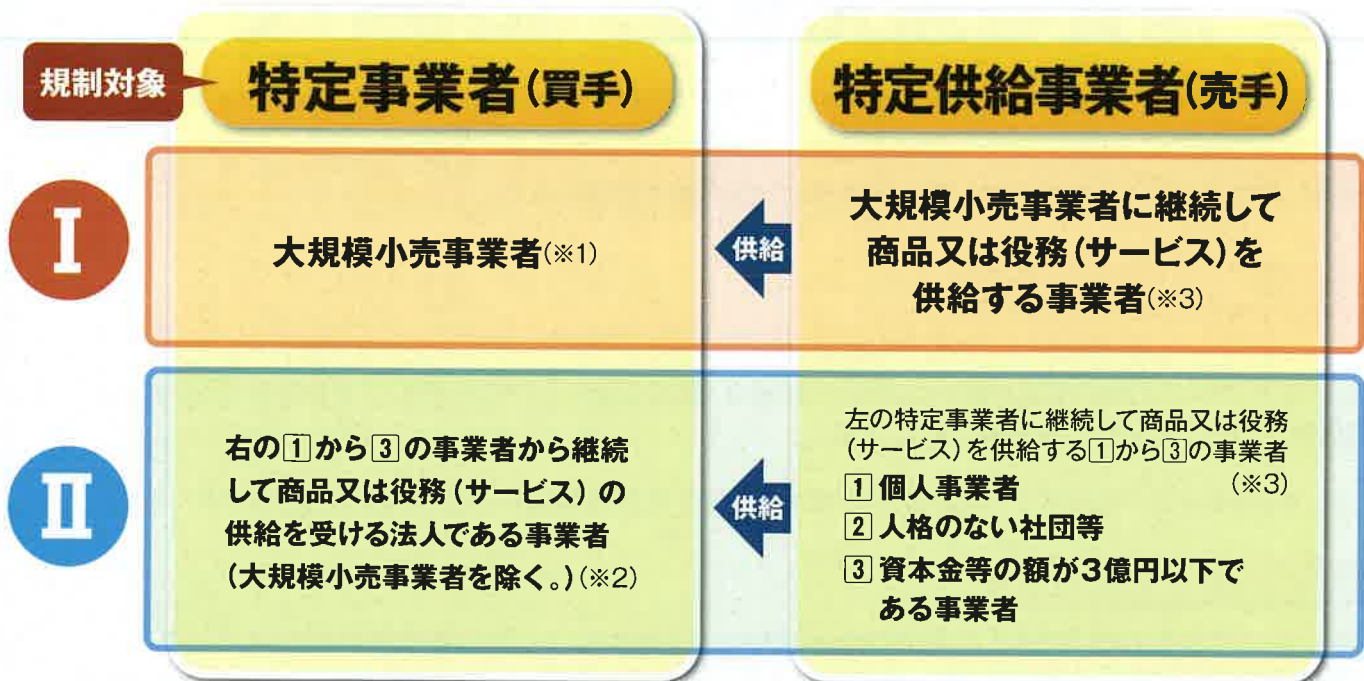 規制対象
特定事業者(買手)
特定供給事業者(売手)
I
大規模小売事業者(※1)
供給
大規模小売事業者に継続して
商品又は役務(サービス)を
供給する事業者(※3)
II
右の1から3の事業者から継続
して商品又は役務(サービス)の
供給を受ける法人である事業者
(大規模小売事業者を除く。)(※2)
供給
左の特定事業者に継続して商品又は役務
(サービス)を供給する1から3の事業者
(※3)
1 個人事業者
2 人格のない社団等
3 資本金等の額が3億円以下で
ある事業者